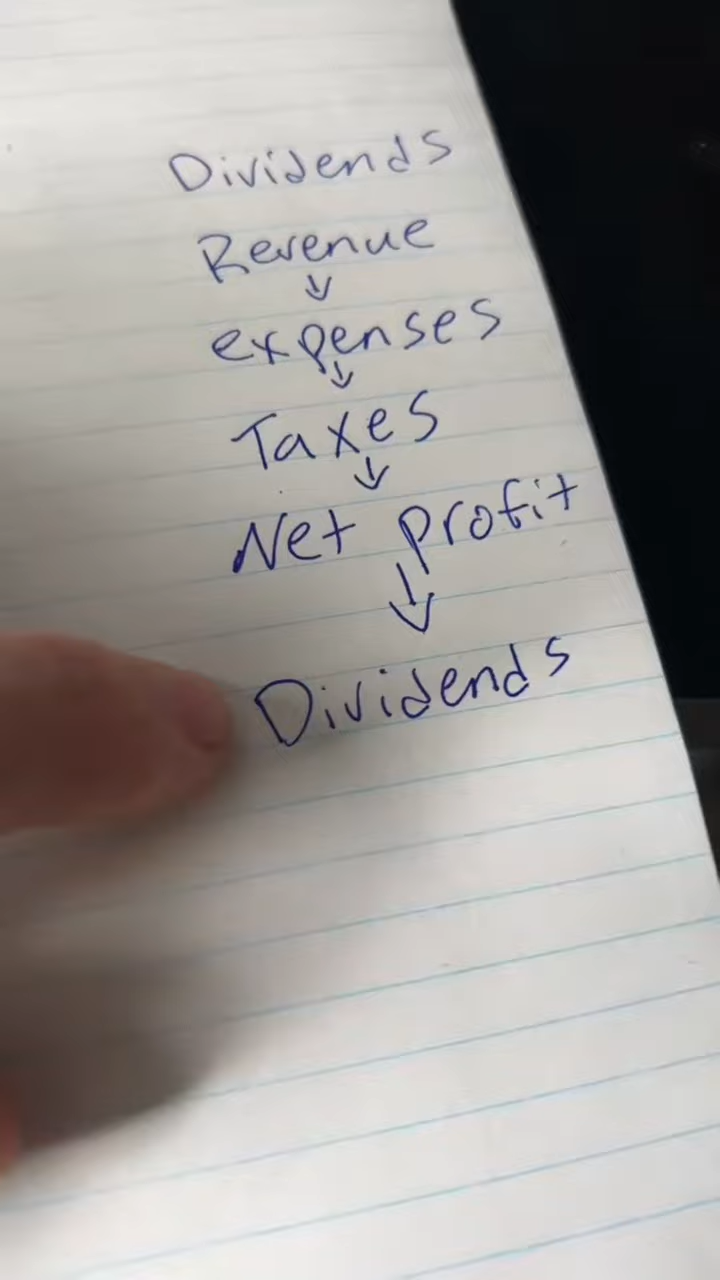 Dividends
Revenue
↓
expenses
↓
Taxes
↓
Net profit
↓
Dividends